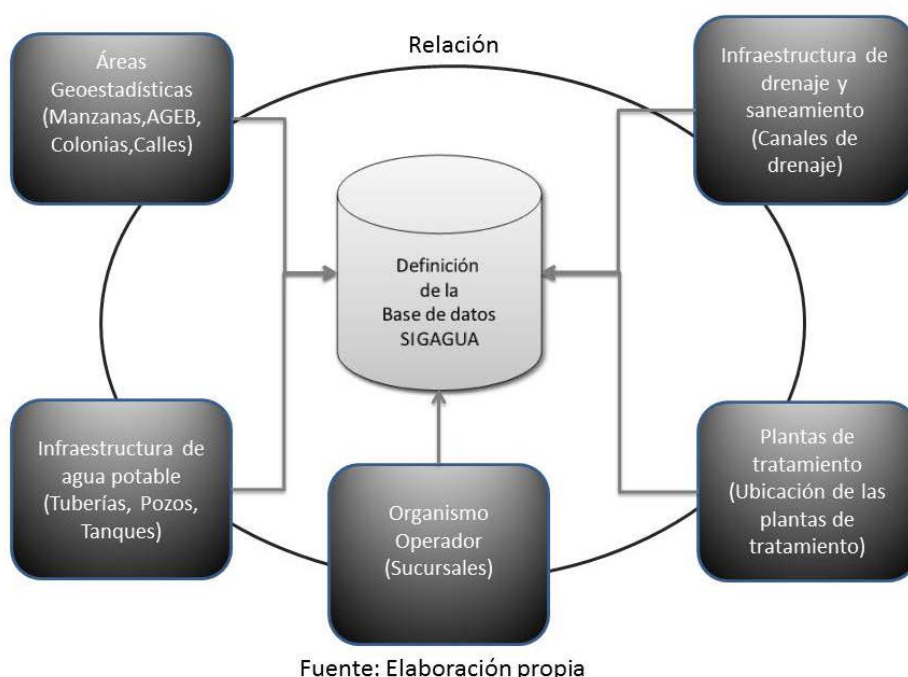 Relación
Áreas
Geoestadísticas
(Manzanas,AGEB,
Colonias,Calles)
Infraestructura de
drenaje y
saneamiento
(Canales de
drenaje)
Definición
de la
Base de datos
SIGAGUA
Infraestructura de
agua potable
(Tuberías, Pozos,
Tanques)
Organismo
Operador
(Sucursales)
Plantas de
tratamiento
(Ubicación de las
plantas de
tratamiento)
Fuente: Elaboración propia